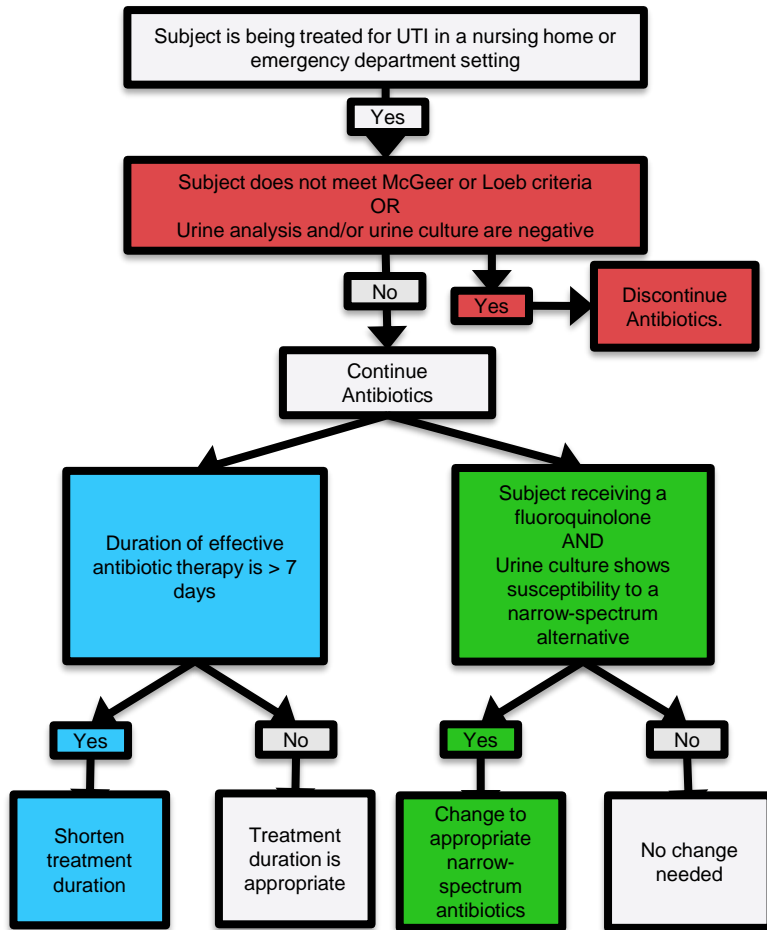 Subject is being treated for UTI in a nursing home or
emergency department setting
Yes
Subject does not meet McGeer or Loeb criteria
OR
Urine analysis and/or urine culture are negative
No
Yes
Discontinue
Antibiotics.
Continue
Antibiotics
Duration of effective
antibiotic therapy is > 7
days
Subject receiving a
fluoroquinolone
AND
Urine culture shows
susceptibility to a
narrow-spectrum
alternative
Yes
No
Yes
No
Shorten
treatment
duration
Treatment
duration is
appropriate
Change to
appropriate
narrow-
spectrum
antibiotics
No change
needed